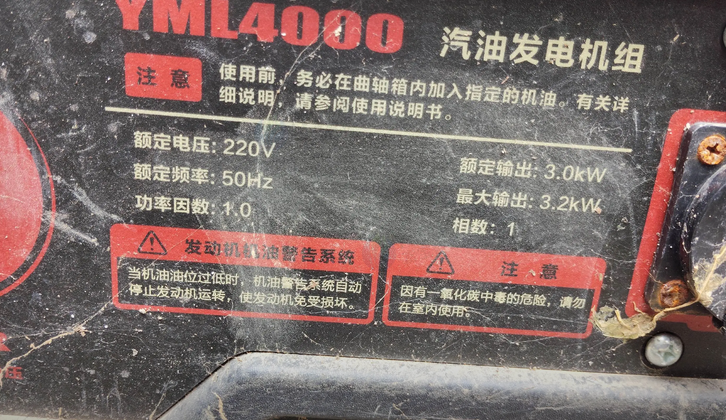 YML4000 汽油发电机组
注 意
使用前,务必在曲轴箱内加入指定的机油。有关详
细说明,请参阅使用说明书。
额定电压: 220V
额定频率: 50Hz
功率因数: 1.0
额定输出: 3.0kW
最大输出: 3.2kW
相数: 1
发动机机油警告系统
当机油油位过低时,机油警告系统自动
停止发动机运转,使发动机免受损坏。
注 意
因有一氧化碳中毒的危险,请勿
在室内使用。